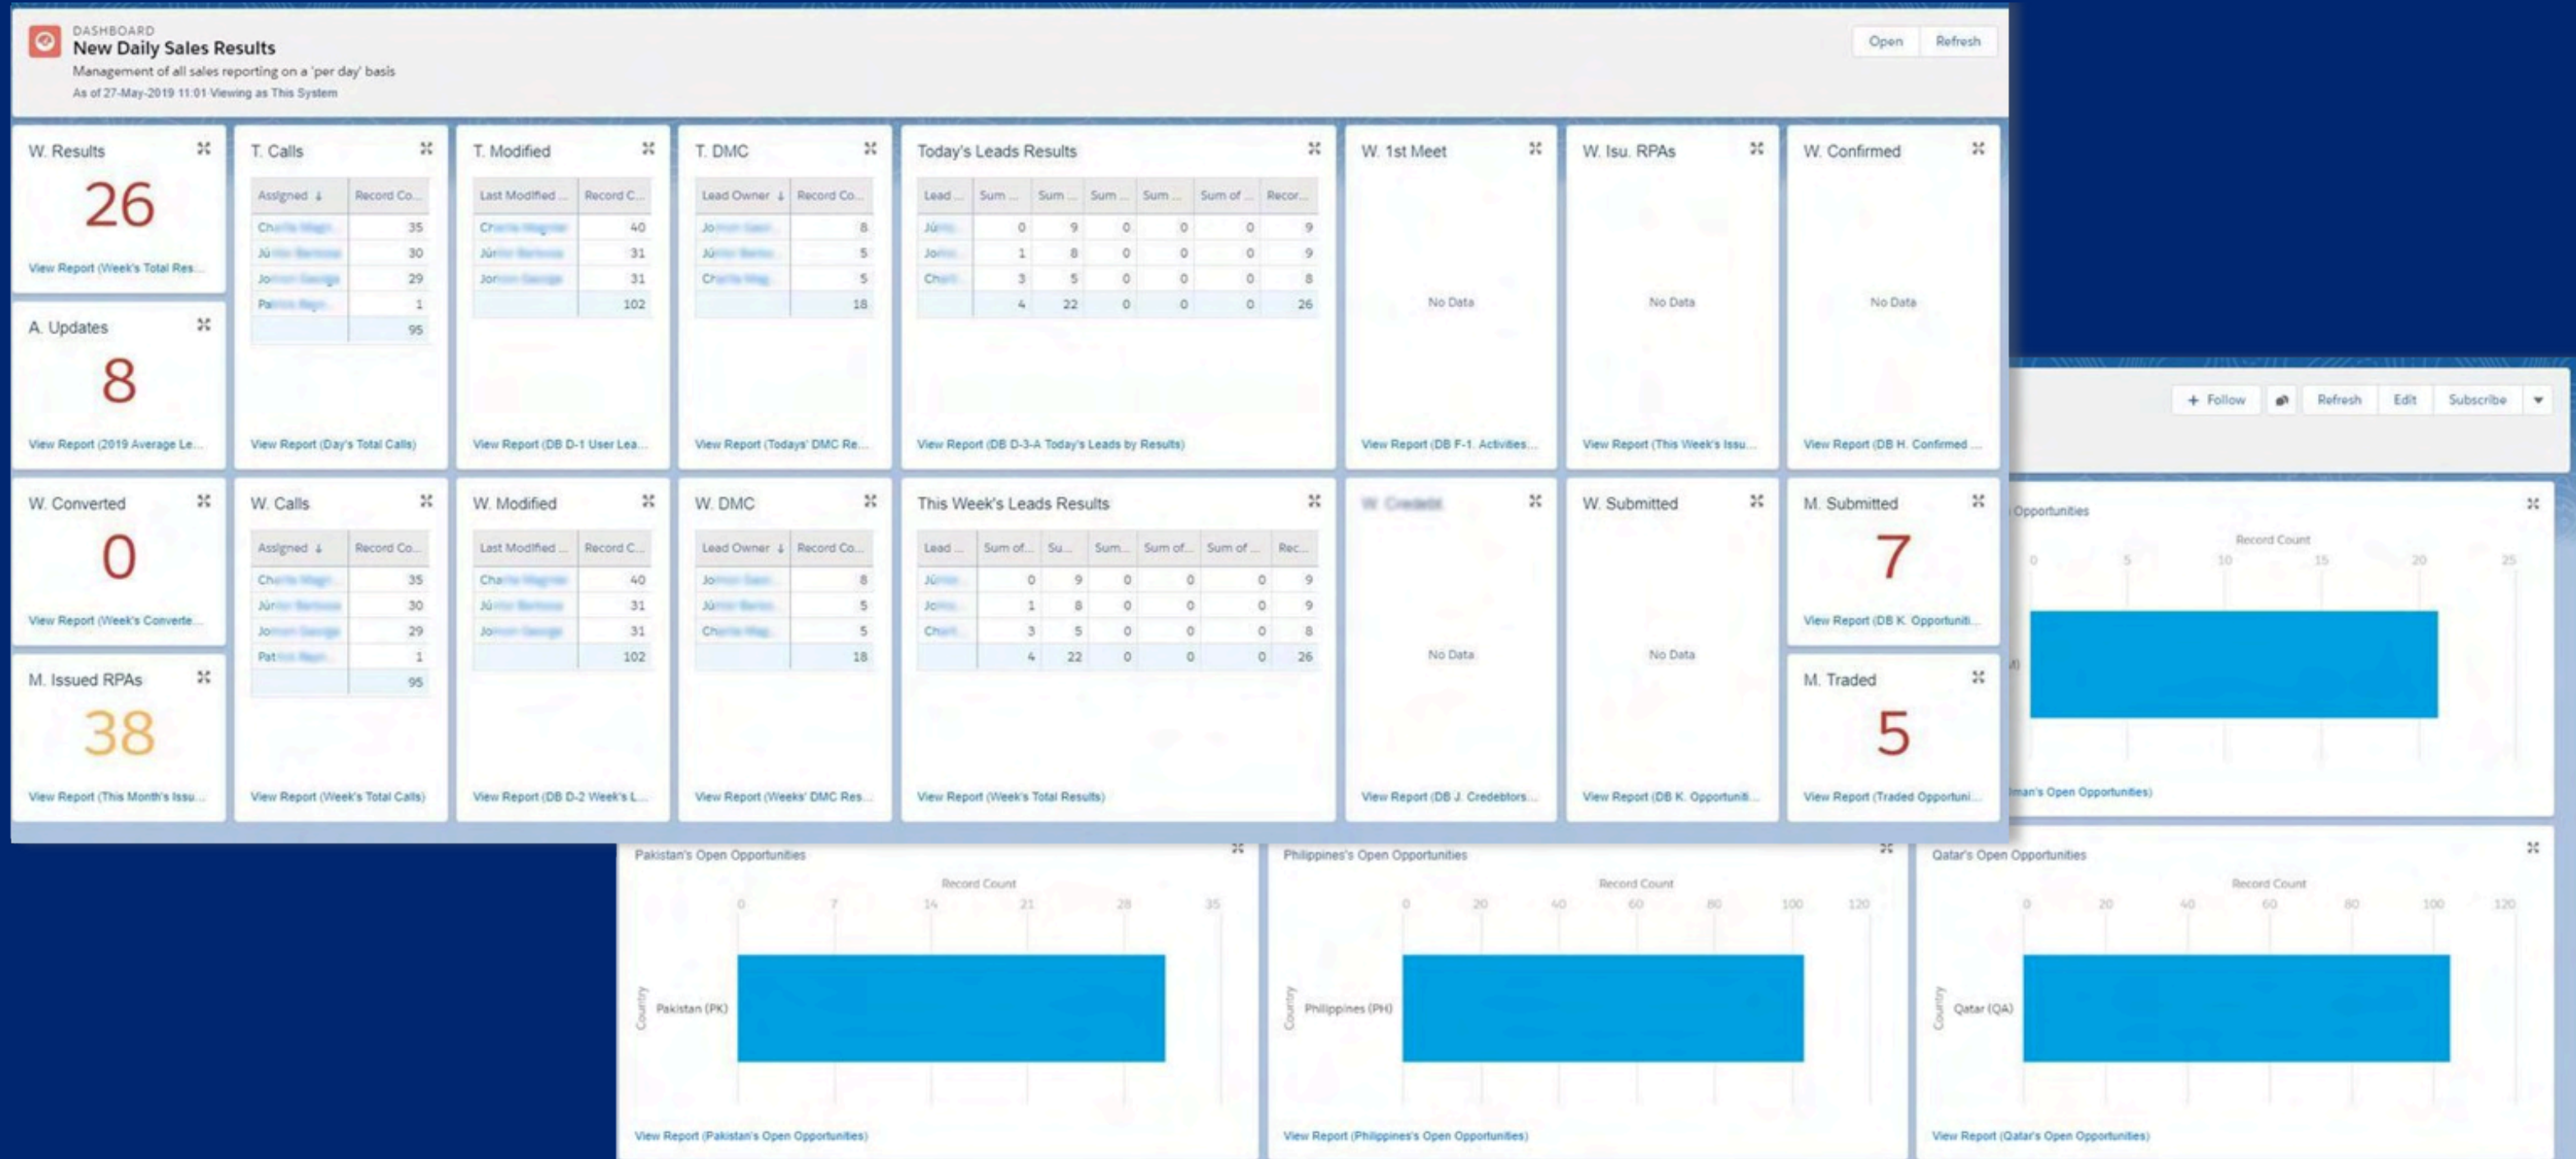 DASHBOARD
New Daily Sales Results
Management of all sales reporting on a 'per day' basis
As of 27-May-2019 11:01 Viewing as This System
Open Refresh
W. Results
26
View Report (Week's Total Res...
A. Updates
8
View Report (2019 Average Le...
T. Calls
Assigned ↓ Record Co...
35
30
29
1
95
View Report (Day's Total Calls)
T. Modified
Last Modified ... Record C...
40
31
31
102
View Report (DB D-1 User Lea...
T. DMC
Lead Owner ↓ Record Co...
8
5
5
18
View Report (Todays' DMC Re...
Today's Leads Results
Lead ... Sum ... Sum ... Sum ... Sum ... Sum of ... Recor...
0 9 0 0 0 9
1 8 0 0 0 9
3 5 0 0 0 8
4 22 0 0 0 26
View Report (DB D-3-A Today's Leads by Results)
W. 1st Meet
No Data
View Report (DB F-1. Activities...
W. Isu. RPAs
No Data
View Report (This Week's Issu...
W. Confirmed
No Data
View Report (DB H. Confirmed ...
W. Converted
0
View Report (Week's Converte...
M. Issued RPAs
38
View Report (This Month's Issu...
W. Calls
Assigned ↓ Record Co...
35
30
29
1
95
View Report (Week's Total Calls)
W. Modified
Last Modified ... Record C...
40
31
31
102
View Report (DB D-2 Week's L...
W. DMC
Lead Owner ↓ Record Co...
8
5
5
18
View Report (Weeks' DMC Res...
This Week's Leads Results
Lead ... Sum of... Su... Sum... Sum of... Sum of ... Rec...
0 9 0 0 0 9
1 8 0 0 0 9
3 5 0 0 0 8
4 22 0 0 0 26
View Report (Week's Total Results)
No Data
View Report (DB J. Credebtors...
W. Submitted
No Data
View Report (DB K. Opportuniti...
M. Submitted
7
View Report (DB K. Opportuniti...
M. Traded
5
View Report (Traded Opportuni...
+ Follow Refresh Edit Subscribe
Opportunities
Record Count
0 5 10 15 20 25
man's Open Opportunities)
Pakistan's Open Opportunities
Record Count
0 7 14 21 28 35
Country
Pakistan (PK)
View Report (Pakistan's Open Opportunities)
Philippines's Open Opportunities
Record Count
0 20 40 60 80 100 120
Country
Philippines (PH)
View Report (Philippines's Open Opportunities)
Qatar's Open Opportunities
Record Count
0 20 40 60 80 100 120
Country
Qatar (QA)
View Report (Qatar's Open Opportunities)